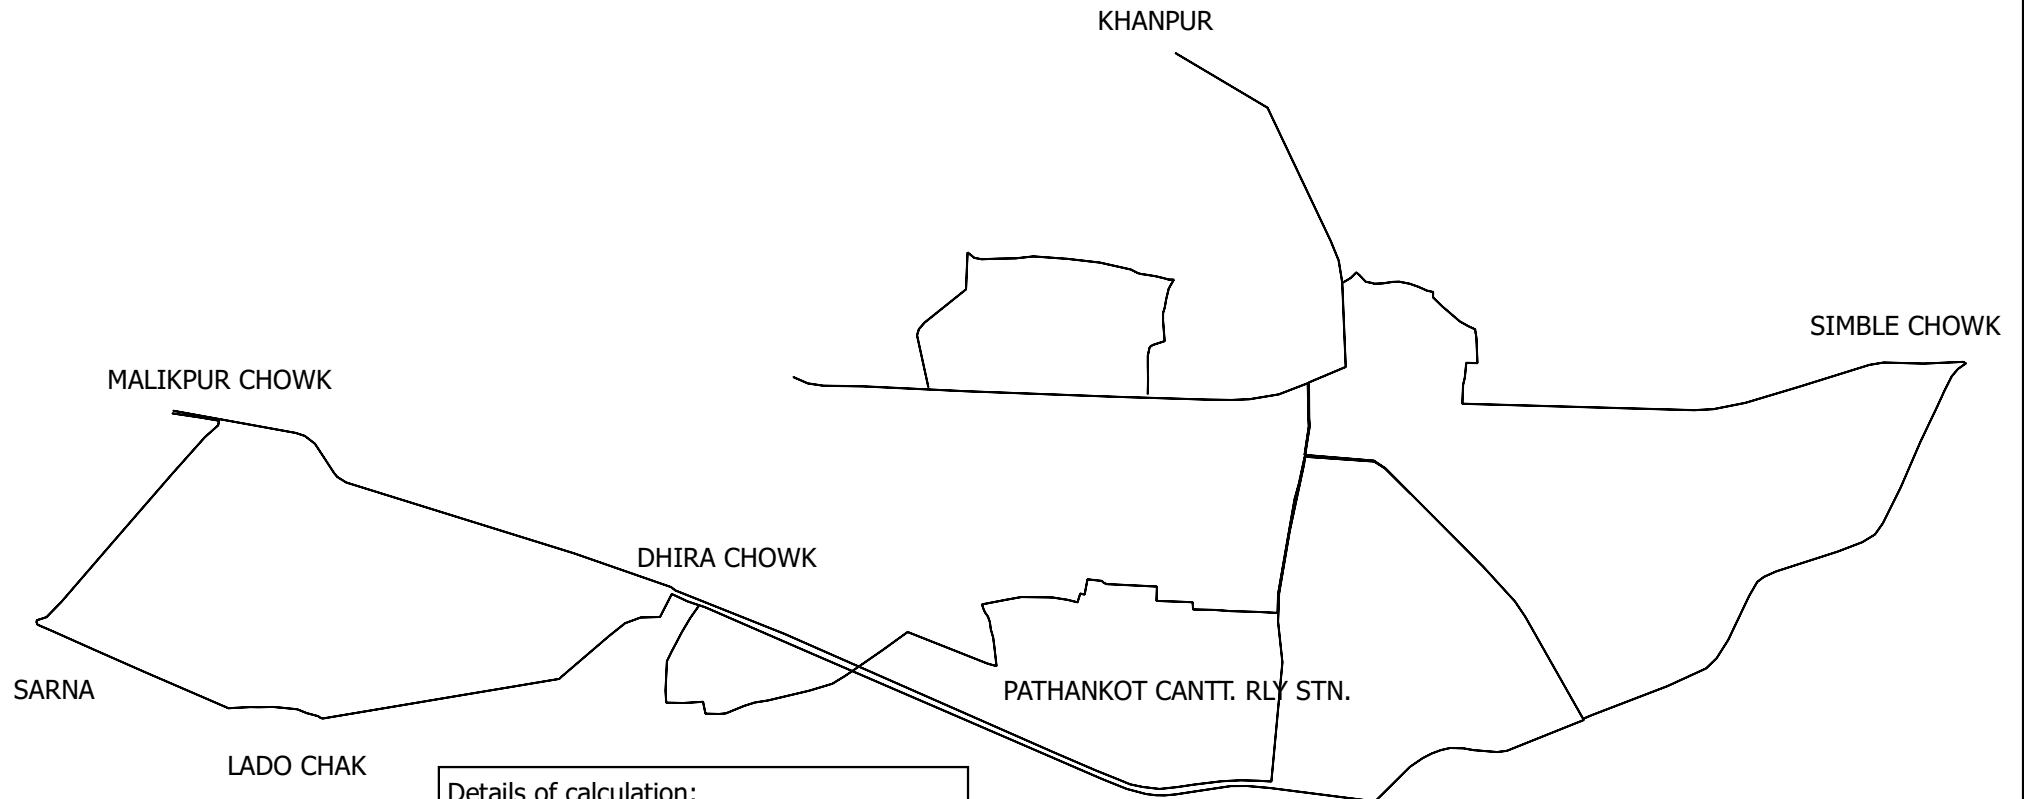 KHANPUR
SIMBLE CHOWK
MALIKPUR CHOWK
DHIRA CHOWK
SARNA
PATHANKOT CANTT. RLY STN.
LADO CHAK
Details of calculation: